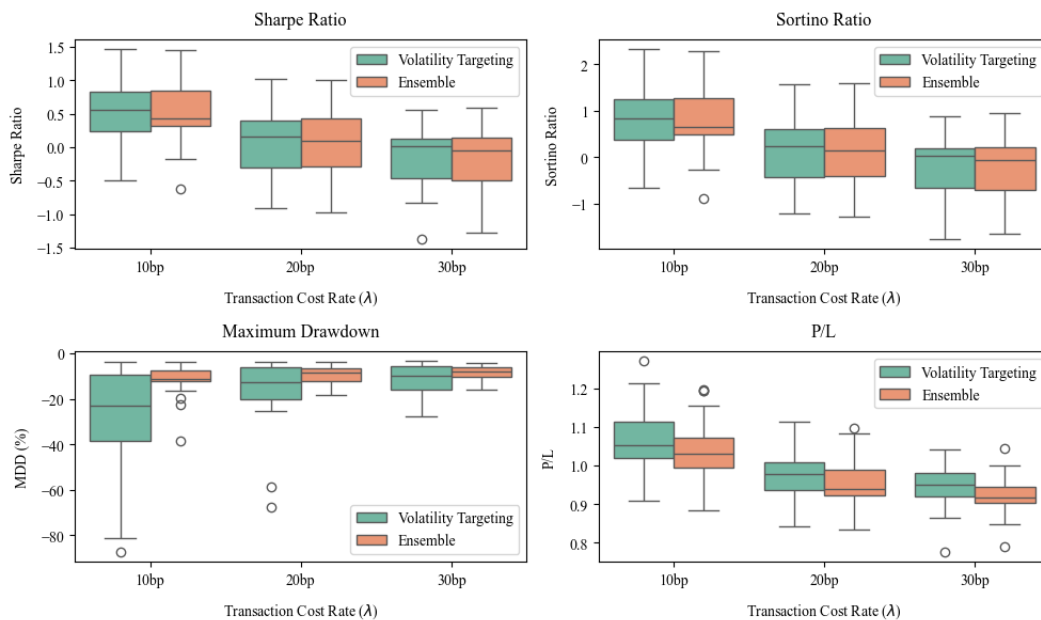 Sharpe Ratio
Sharpe Ratio
1.5
1.0
0.5
0.0
−0.5
−1.0
−1.5
Volatility Targeting
Ensemble
10bp
20bp
30bp
Transaction Cost Rate (λ)
Sortino Ratio
Sortino Ratio
2
1
0
−1
Volatility Targeting
Ensemble
10bp
20bp
30bp
Transaction Cost Rate (λ)
Maximum Drawdown
MDD (%)
0
−20
−40
−60
−80
Volatility Targeting
Ensemble
10bp
20bp
30bp
Transaction Cost Rate (λ)
P/L
P/L
1.2
1.1
1.0
0.9
0.8
Volatility Targeting
Ensemble
10bp
20bp
30bp
Transaction Cost Rate (λ)